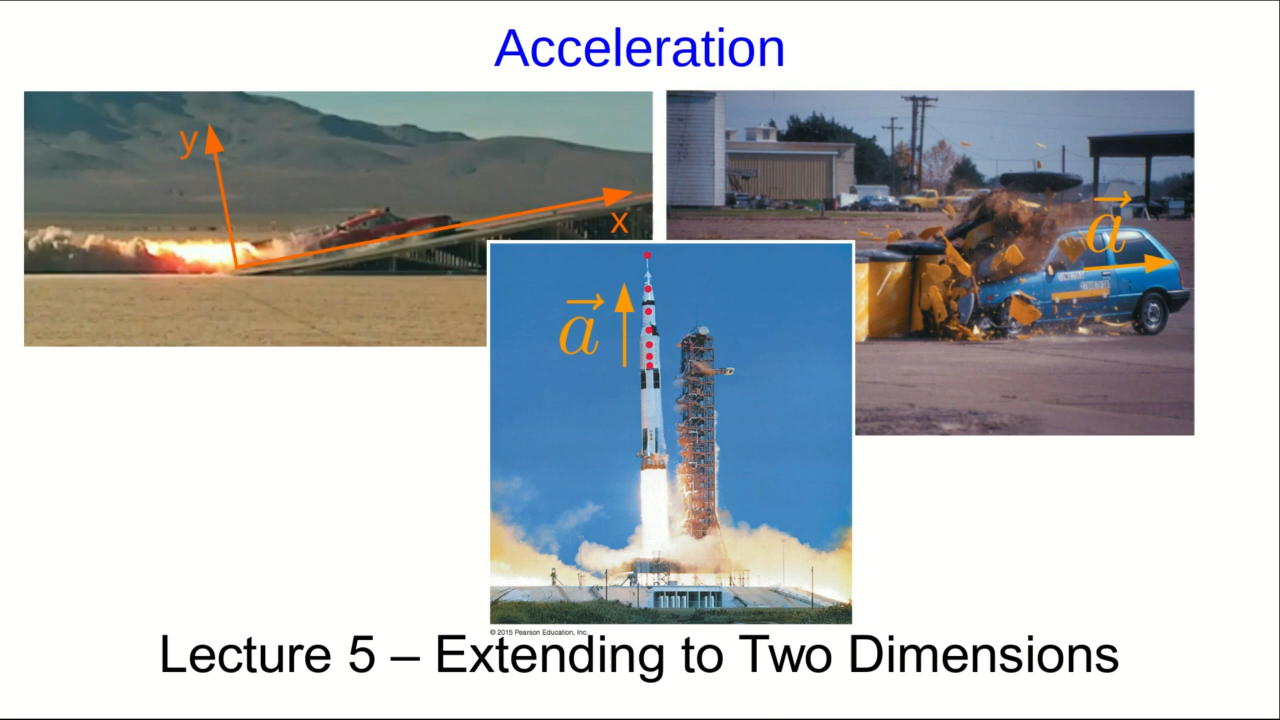 Acceleration
y
x
a
a
© 2015 Pearson Education, Inc.
Lecture 5 – Extending to Two Dimensions